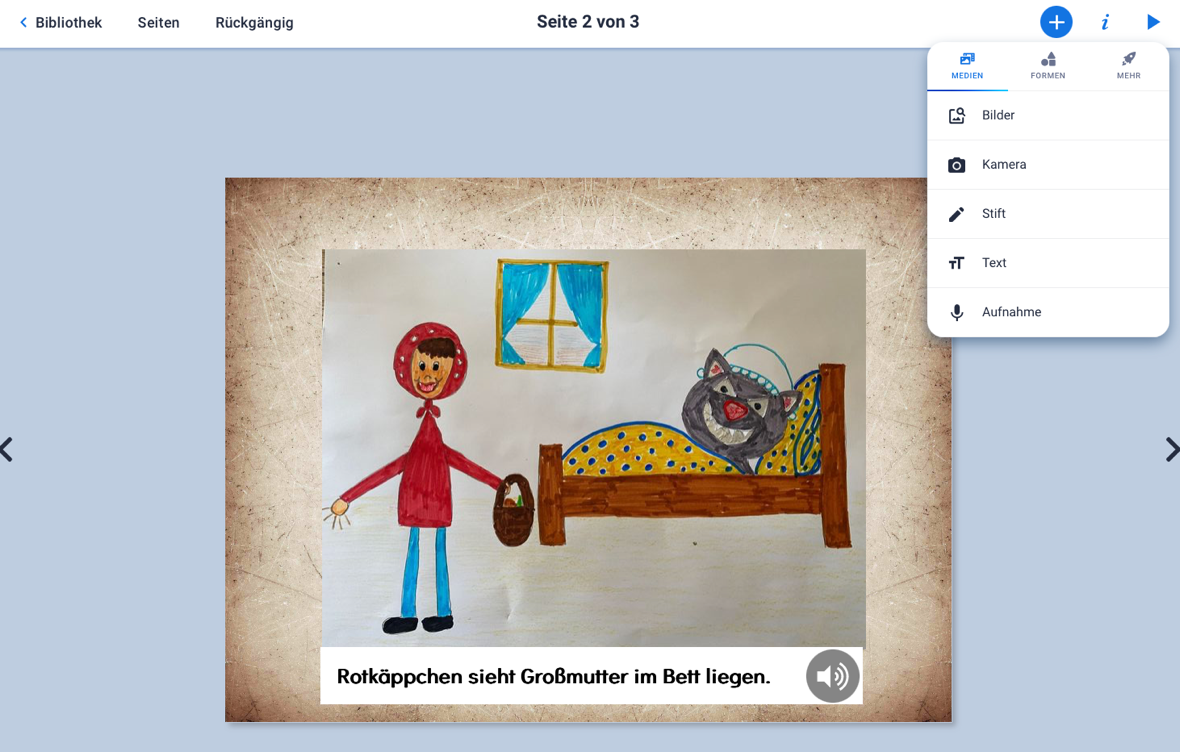 Bibliothek Seiten Rückgängig Seite 2 von 3
MEDIEN FORMEN MEHR
Bilder
Kamera
Stift
Text
Aufnahme
Rotkäppchen sieht Großmutter im Bett liegen.